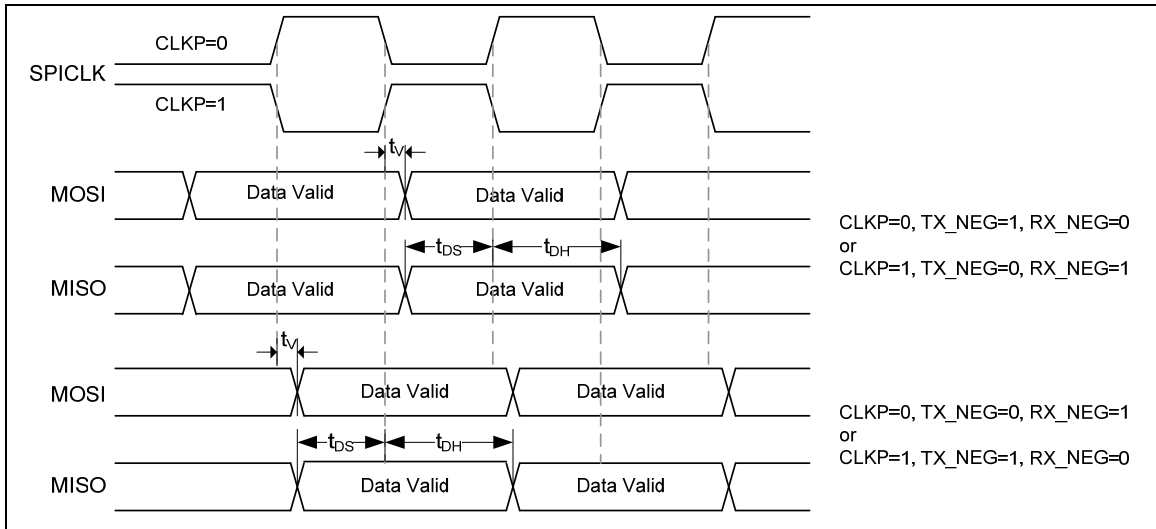 CLKP=0
SPICLK
CLKP=1
tV
MOSI
Data Valid Data Valid
tDS tDH
MISO
Data Valid Data Valid
CLKP=0, TX_NEG=1, RX_NEG=0
or
CLKP=1, TX_NEG=0, RX_NEG=1
tV
MOSI
Data Valid Data Valid
tDS tDH
MISO
Data Valid Data Valid
CLKP=0, TX_NEG=0, RX_NEG=1
or
CLKP=1, TX_NEG=1, RX_NEG=0